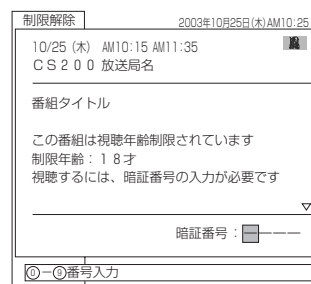 制限解除
2003年10月25日(木)AM10:25
10/25 (木) AM10:15 AM11:35
CS200 放送局名
番組タイトル
この番組は視聴年齢制限されています
制限年齢：18才
視聴するには、暗証番号の入力が必要です
暗証番号：－－－－
⓪－⑨番号入力